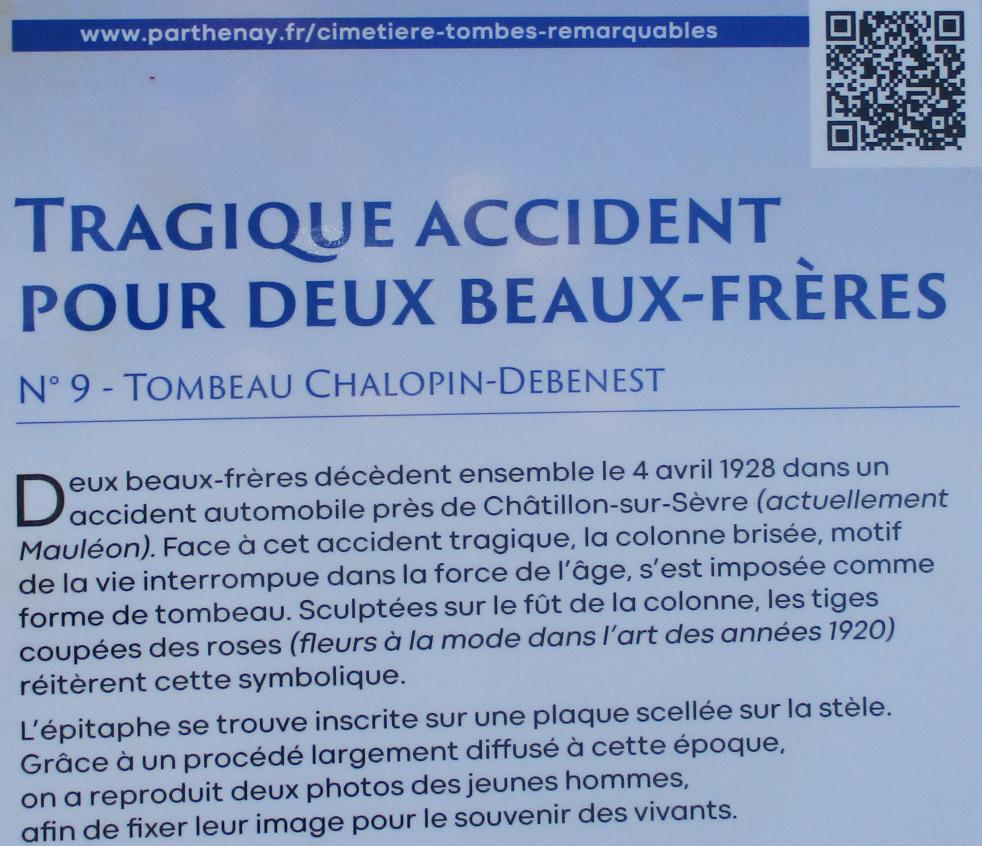 www.parthenay.fr/cimetiere-tombes-remarquables
TRAGIQUE ACCIDENT
POUR DEUX BEAUX-FRÈRES
N° 9 - TOMBEAU CHALOPIN-DEBENEST
Deux beaux-frères décèdent ensemble le 4 avril 1928 dans un
accident automobile près de Châtillon-sur-Sèvre (actuellement
Mauléon). Face à cet accident tragique, la colonne brisée, motif
de la vie interrompue dans la force de l'âge, s'est imposée comme
forme de tombeau. Sculptées sur le fût de la colonne, les tiges
coupées des roses (fleurs à la mode dans l'art des années 1920)
réitèrent cette symbolique.
L'épitaphe se trouve inscrite sur une plaque scellée sur la stèle.
Grâce à un procédé largement diffusé à cette époque,
on a reproduit deux photos des jeunes hommes,
afin de fixer leur image pour le souvenir des vivants.